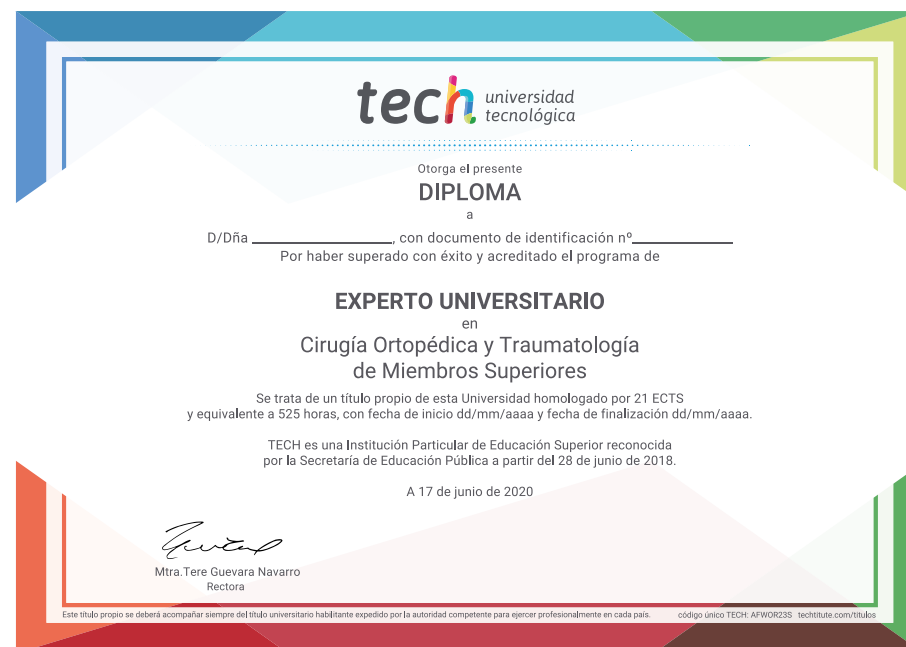 tech universidad
tecnológica
Otorga el presente
DIPLOMA
a
D/Dña ____________________, con documento de identificación nº______________
Por haber superado con éxito y acreditado el programa de
EXPERTO UNIVERSITARIO
en
Cirugía Ortopédica y Traumatología
de Miembros Superiores
Se trata de un título propio de esta Universidad homologado por 21 ECTS
y equivalente a 525 horas, con fecha de inicio dd/mm/aaaa y fecha de finalización dd/mm/aaaa.
TECH es una Institución Particular de Educación Superior reconocida
por la Secretaría de Educación Pública a partir del 28 de junio de 2018.
A 17 de junio de 2020
Mtra.Tere Guevara Navarro
Rectora
Este título propio se deberá acompañar siempre del título universitario habilitante expedido por la autoridad competente para ejercer profesionalmente en cada país. código único TECH: AFWOR23S techtitute.com/titulos